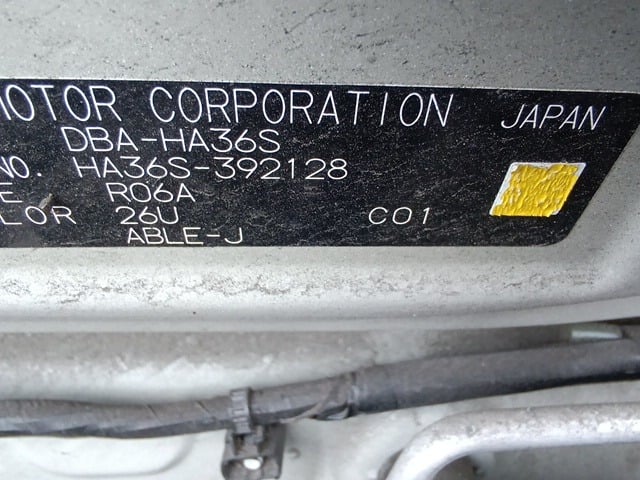 MOTOR CORPORATION JAPAN
DBA-HA36S
NO. HA36S-392128
E R06A
LOR 26U C01
ABLE-J